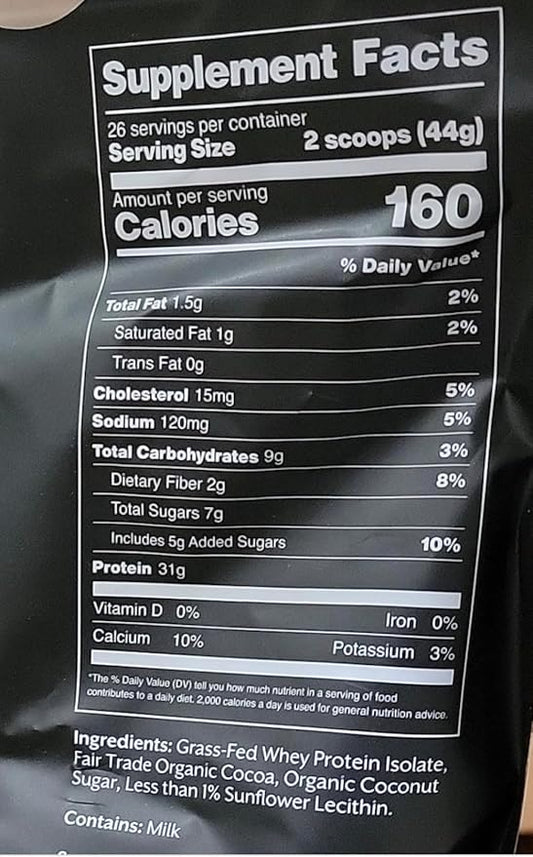 Supplement Facts
26 servings per container
Serving Size 2 scoops (44g)
Amount per serving
Calories 160
% Daily Value*
Total Fat 1.5g 2%
Saturated Fat 1g 2%
Trans Fat 0g
Cholesterol 15mg 5%
Sodium 120mg 5%
Total Carbohydrates 9g 3%
Dietary Fiber 2g 8%
Total Sugars 7g
Includes 5g Added Sugars 10%
Protein 31g
Vitamin D 0% Iron 0%
Calcium 10% Potassium 3%
*The % Daily Value (DV) tell you how much nutrient in a serving of food
contributes to a daily diet. 2,000 calories a day is used for general nutrition advice.
Ingredients: Grass-Fed Whey Protein Isolate,
Fair Trade Organic Cocoa, Organic Coconut
Sugar, Less than 1% Sunflower Lecithin.
Contains: Milk